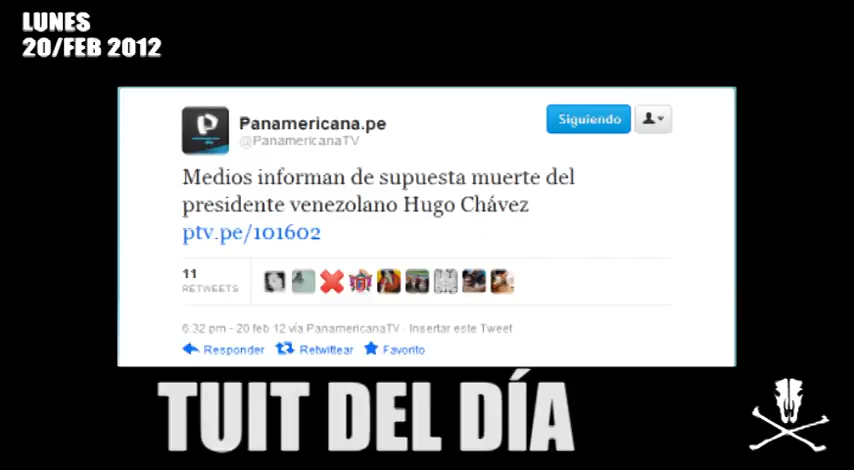 LUNES
20/FEB 2012
Panamericana.pe
@PanamericanaTV
Siguiendo
Medios informan de supuesta muerte del
presidente venezolano Hugo Chávez
ptv.pe/101602
11
RETWEETS
6:32 pm - 20 feb 12 vía PanamericanaTV · Insertar este Tweet
Responder Retwittear Favorito
TUIT DEL DÍA